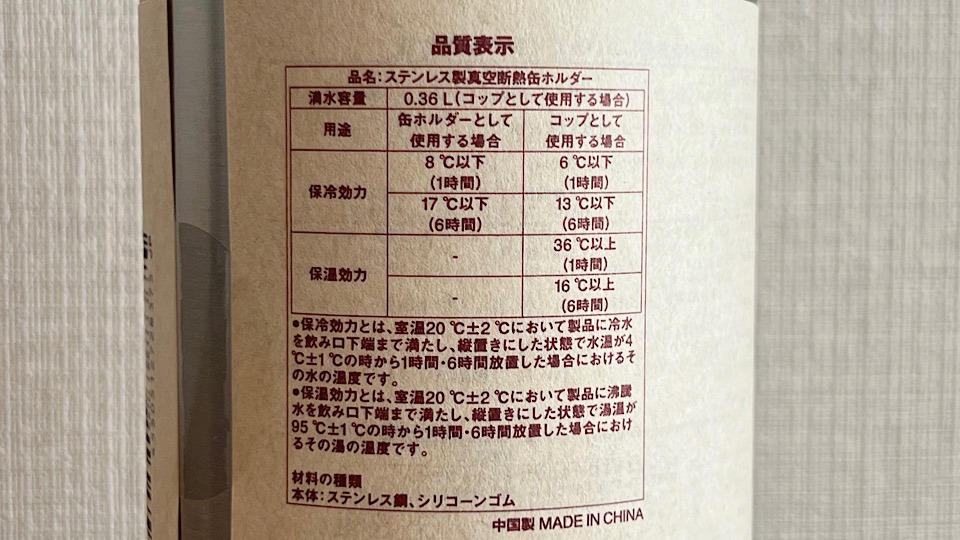 品質表示
品名：ステンレス製真空断熱缶ホルダー
満水容量 0.36 L（コップとして使用する場合）
用途 缶ホルダーとして使用する場合 コップとして使用する場合
保冷効力 8 ℃以下（1時間） 6 ℃以下（1時間）
17 ℃以下（6時間） 13 ℃以下（6時間）
保温効力 - 36 ℃以上（1時間）
- 16 ℃以上（6時間）
●保冷効力とは、室温20 ℃±2 ℃において製品に冷水
を飲み口下端まで満たし、縦置きにした状態で水温が4
℃±1 ℃の時から1時間・6時間放置した場合におけるそ
の水の温度です。
●保温効力とは、室温20 ℃±2 ℃において製品に沸騰
水を飲み口下端まで満たし、縦置きにした状態で湯温が
95 ℃±1 ℃の時から1時間・6時間放置した場合におけ
るその湯の温度です。
材料の種類
本体：ステンレス鋼、シリコーンゴム
中国製 MADE IN CHINA